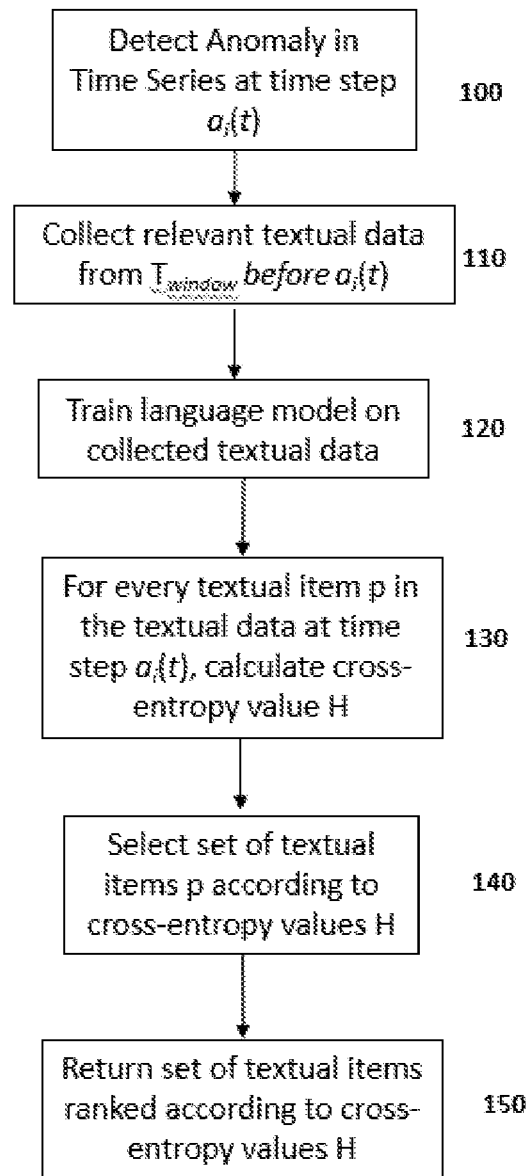 Detect Anomaly in
Time Series at time step
aᵢ(t)
100
Collect relevant textual data
from T_window before aᵢ(t)
110
Train language model on
collected textual data
120
For every textual item p in
the textual data at time
step aᵢ(t), calculate cross-
entropy value H
130
Select set of textual
items p according to
cross-entropy values H
140
Return set of textual items
ranked according to cross-
entropy values H
150